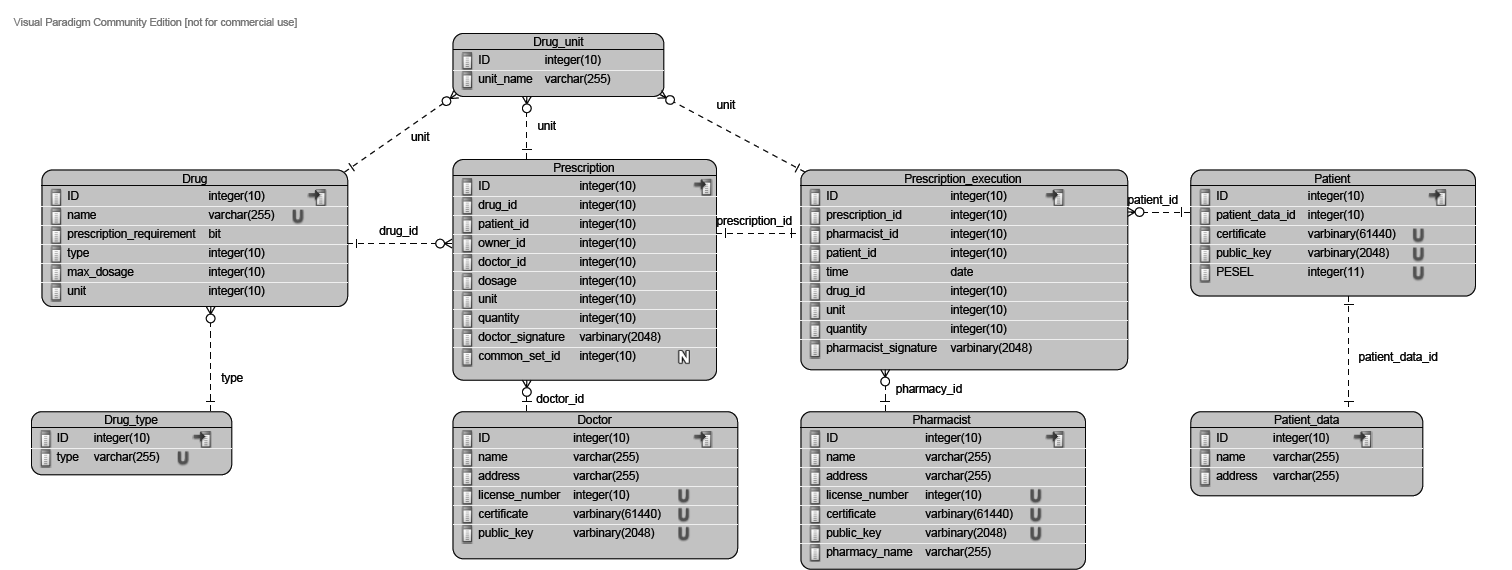 Visual Paradigm Community Edition [not for commercial use]
Drug_unit
ID integer(10)
unit_name varchar(255)
unit
unit
unit
Drug
ID integer(10)
name varchar(255) U
prescription_requirement bit
type integer(10)
max_dosage integer(10)
unit integer(10)
drug_id
Prescription
ID integer(10)
drug_id integer(10)
patient_id integer(10)
owner_id integer(10)
doctor_id integer(10)
dosage integer(10)
unit integer(10)
quantity integer(10)
doctor_signature varbinary(2048)
common_set_id integer(10) N
prescription_id
Prescription_execution
ID integer(10)
prescription_id integer(10)
pharmacist_id integer(10)
patient_id integer(10)
time date
drug_id integer(10)
unit integer(10)
quantity integer(10)
pharmacist_signature varbinary(2048)
patient_id
Patient
ID integer(10)
patient_data_id integer(10)
certificate varbinary(61440) U
public_key varbinary(2048) U
PESEL integer(11) U
type
doctor_id
pharmacy_id
patient_data_id
Drug_type
ID integer(10)
type varchar(255) U
Doctor
ID integer(10)
name varchar(255)
address varchar(255)
license_number integer(10) U
certificate varbinary(61440) U
public_key varbinary(2048) U
Pharmacist
ID integer(10)
name varchar(255)
address varchar(255)
license_number integer(10) U
certificate varbinary(61440) U
public_key varbinary(2048) U
pharmacy_name varchar(255)
Patient_data
ID integer(10)
name varchar(255)
address varchar(255)